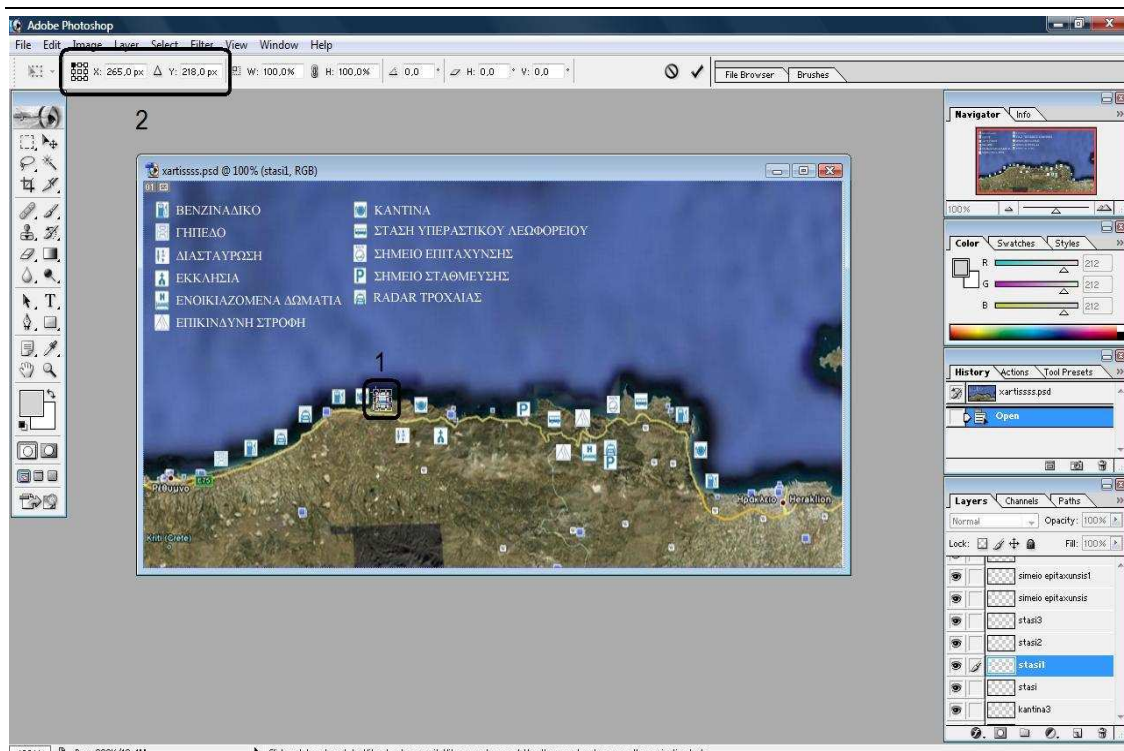 Adobe Photoshop
File Edit Image Layer Select Filter View Window Help
X: 265,0 px Y: 218,0 px W: 100,0% H: 100,0% 0,0 ° H: 0,0 ° V: 0,0 °
File Browser Brushes
2
xartissss.psd @ 100% (stasi1, RGB)
01
ΒΕΝΖΙΝΑΔΙΚΟ
ΓΗΠΕΔΟ
ΔΙΑΣΤΑΥΡΩΣΗ
ΕΚΚΛΗΣΙΑ
ΕΝΟΙΚΙΑΖΟΜΕΝΑ ΔΩΜΑΤΙΑ
ΕΠΙΚΙΝΔΥΝΗ ΣΤΡΟΦΗ
ΚΑΝΤΙΝΑ
ΣΤΑΣΗ ΥΠΕΡΑΣΤΙΚΟΥ ΛΕΩΦΟΡΕΙΟΥ
ΣΗΜΕΙΟ ΕΠΙΤΑΧΥΝΣΗΣ
P ΣΗΜΕΙΟ ΣΤΑΘΜΕΥΣΗΣ
RADAR ΤΡΟΧΑΙΑΣ
1
P
H
P
Ρέθυμνο E75
Ηράκλειο Heraklion
Kriti (Crete)
Navigator Info
100%
Color Swatches Styles
R 212
G 212
B 212
History Actions Tool Presets
xartissss.psd
Open
Layers Channels Paths
Normal Opacity: 100%
Lock: Fill: 100%
simeio epitaxunsis1
simeio epitaxunsis
stasi3
stasi2
stasi1
stasi
kantina3